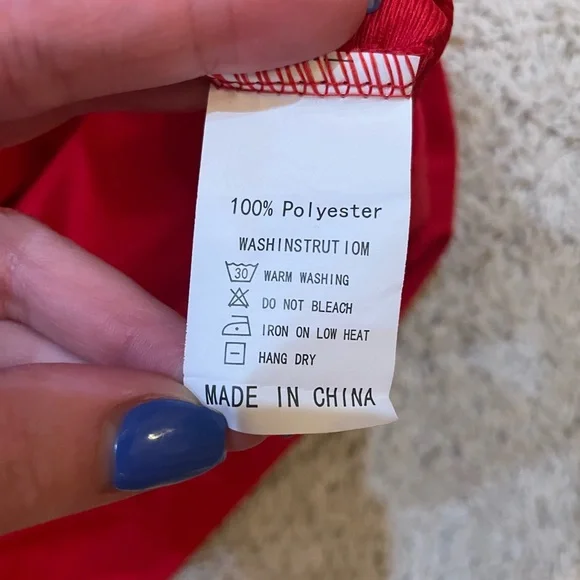 100% Polyester
WASHINSTRUTIOM
30 WARM WASHING
DO NOT BLEACH
IRON ON LOW HEAT
HANG DRY
MADE IN CHINA